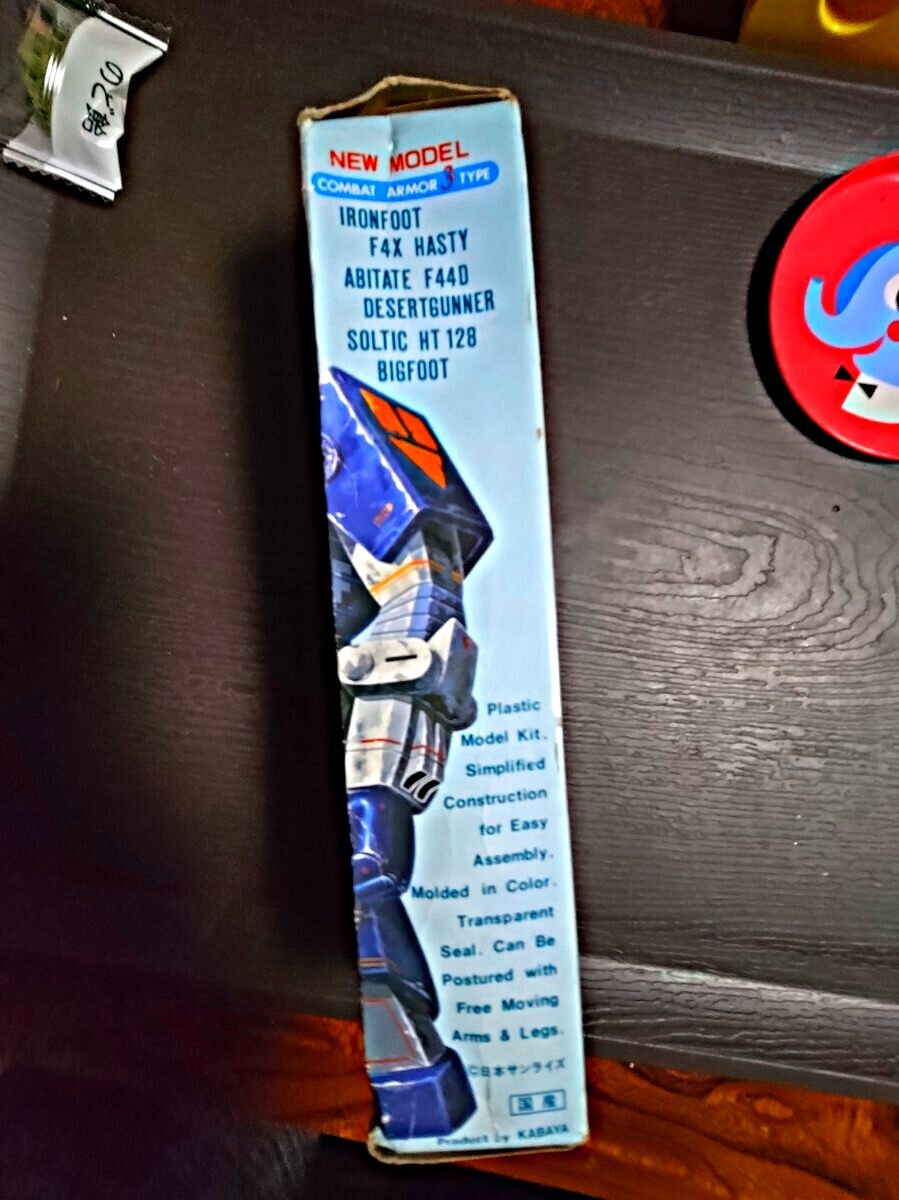 NEW MODEL
COMBAT ARMOR 3 TYPE
IRONFOOT
F4X HASTY
ABITATE F44D
DESERTGUNNER
SOLTIC HT 128
BIGFOOT
Plastic
Model Kit.
Simplified
Construction
for Easy
Assembly.
Molded in Color.
Transparent
Seal. Can Be
Postured with
Free Moving
Arms & Legs.
©日本サンライズ
国産
Product by KABAYA